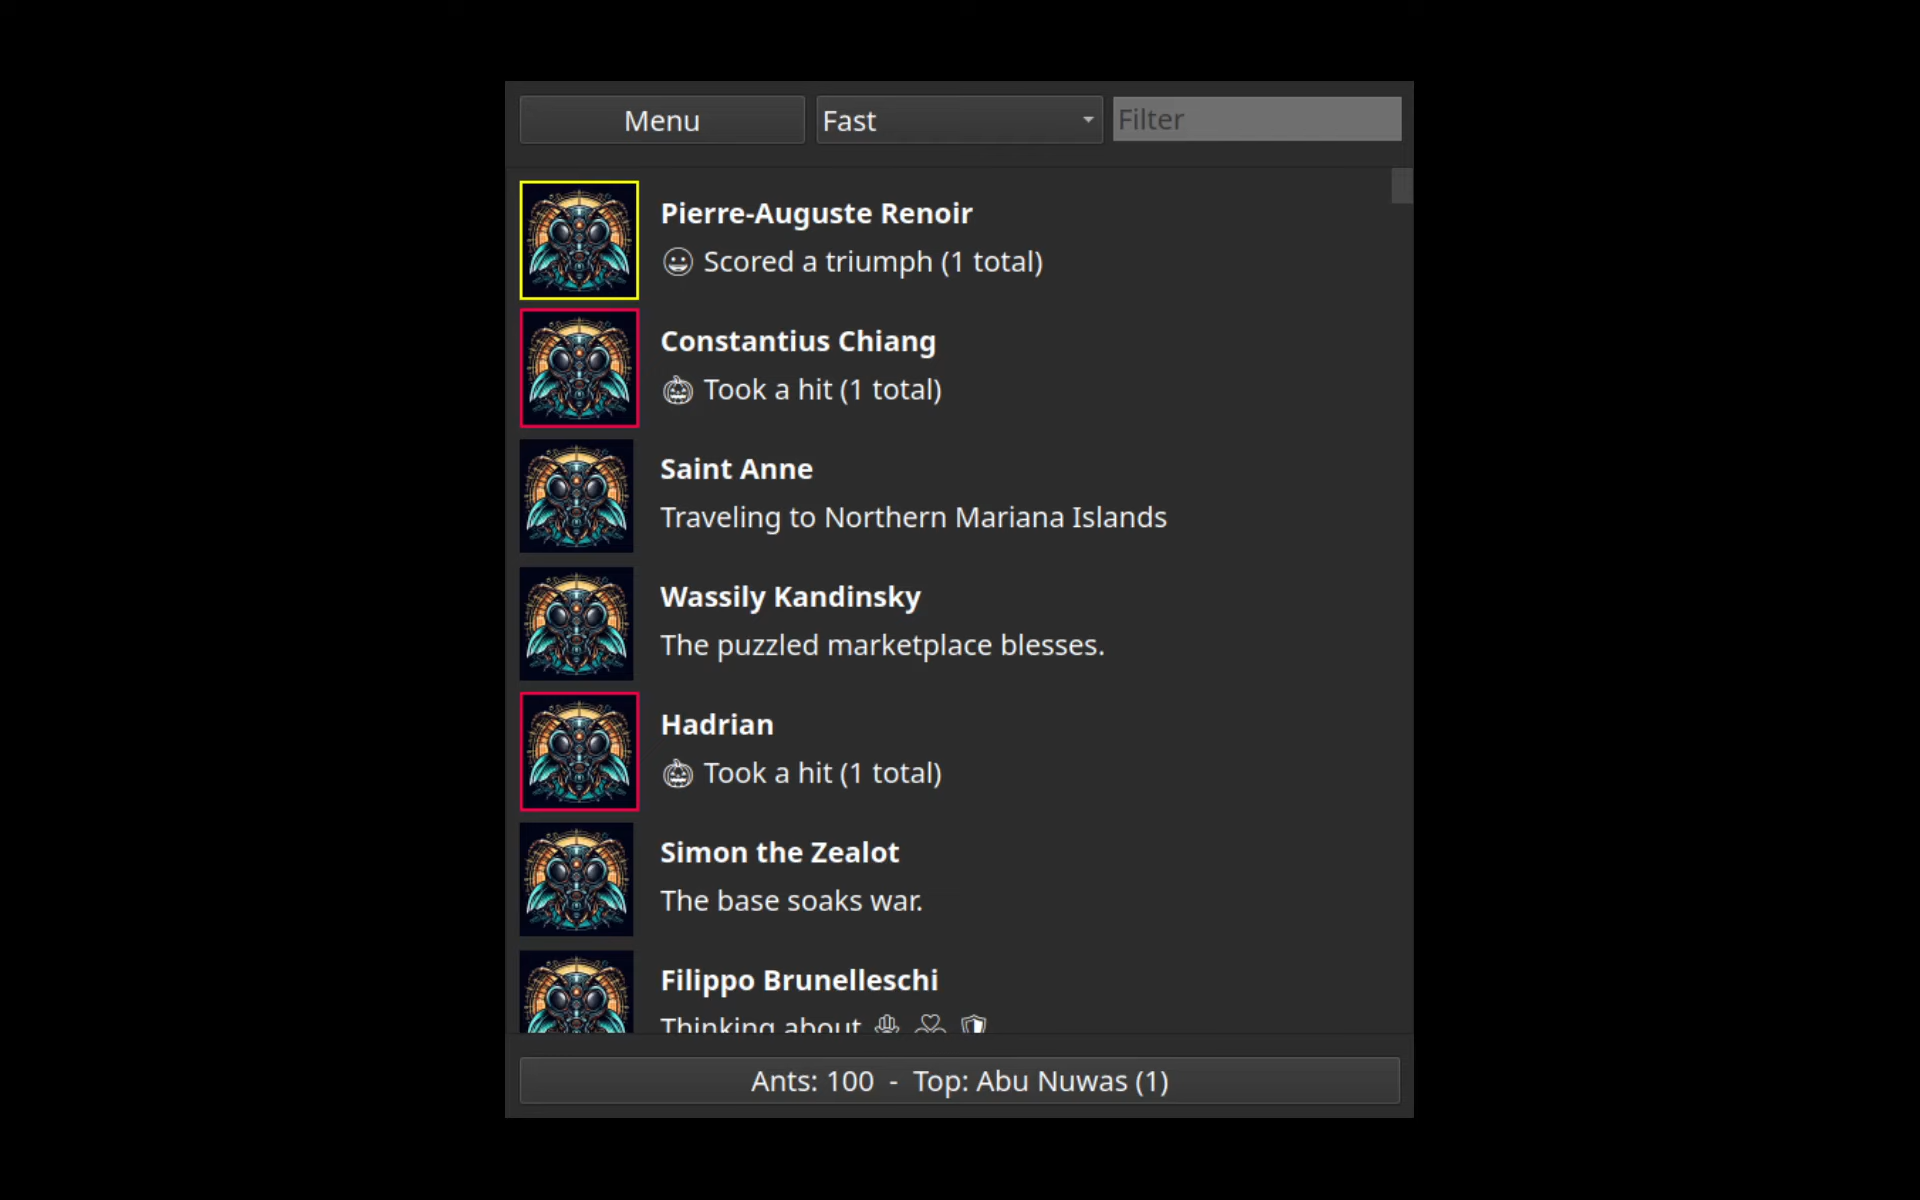 Menu
Fast
Filter
Pierre-Auguste Renoir
😀 Scored a triumph (1 total)
Constantius Chiang
🎃 Took a hit (1 total)
Saint Anne
Traveling to Northern Mariana Islands
Wassily Kandinsky
The puzzled marketplace blesses.
Hadrian
🎃 Took a hit (1 total)
Simon the Zealot
The base soaks war.
Filippo Brunelleschi
Thinking about
Ants: 100 - Top: Abu Nuwas (1)